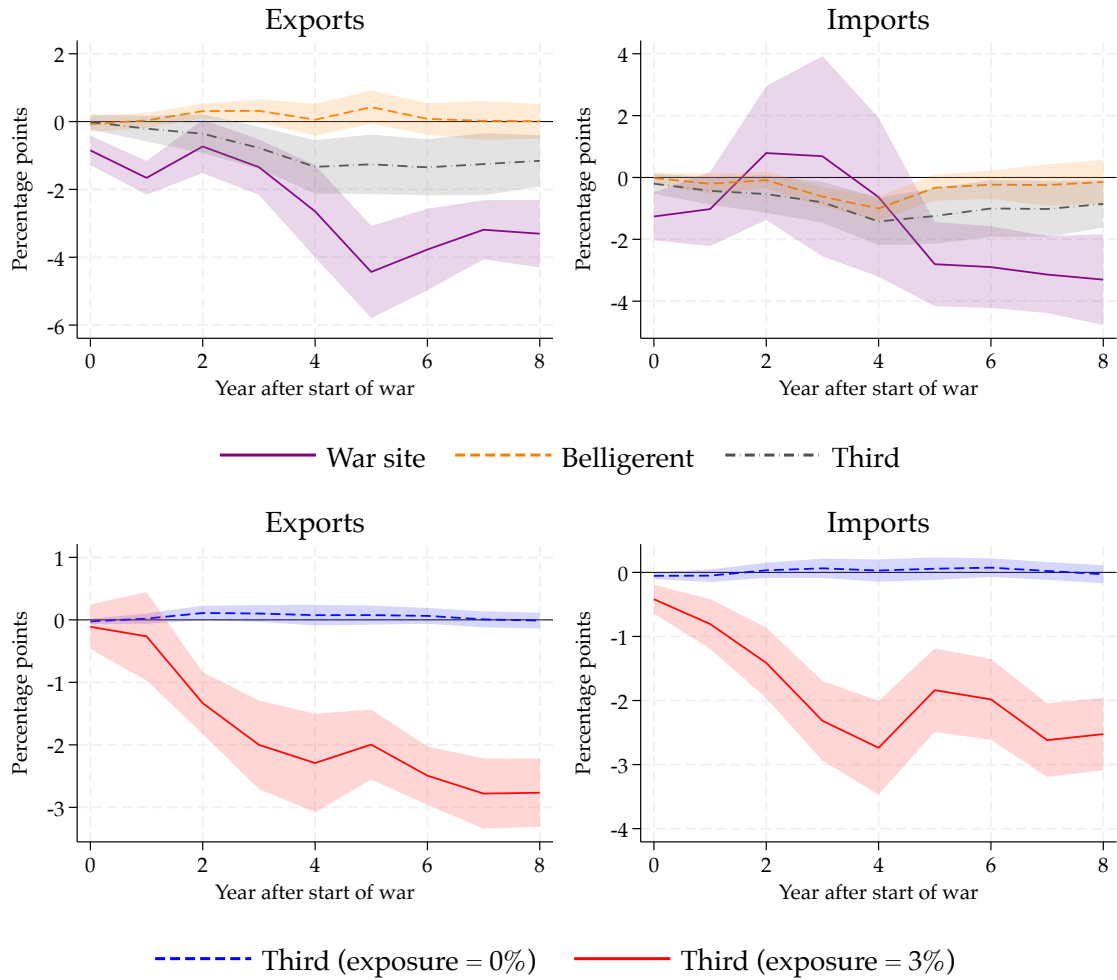 Exports
Imports
Percentage points
2
0
-2
-4
-6
0 2 4 6 8
Year after start of war
Percentage points
4
2
0
-2
-4
0 2 4 6 8
Year after start of war
War site Belligerent Third
Exports
Imports
Percentage points
1
0
-1
-2
-3
0 2 4 6 8
Year after start of war
Percentage points
0
-1
-2
-3
-4
0 2 4 6 8
Year after start of war
Third (exposure = 0%) Third (exposure = 3%)